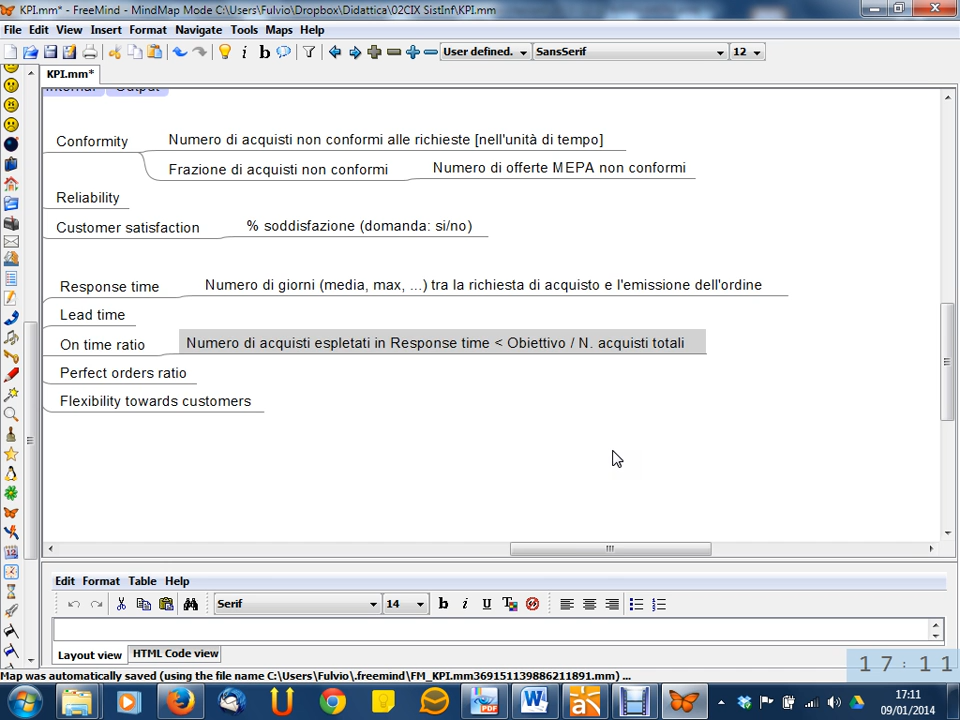 KPI.mm* - FreeMind - MindMap Mode C:\Users\Fulvio\Dropbox\Didattica\02CIX SistInf\KPI.mm
File Edit View Insert Format Navigate Tools Maps Help
User defined. SansSerif 12
KPI.mm*
Internal Output
Conformity
Numero di acquisti non conformi alle richieste [nell'unità di tempo]
Frazione di acquisti non conformi
Numero di offerte MEPA non conformi
Reliability
Customer satisfaction
% soddisfazione (domanda: si/no)
Response time
Numero di giorni (media, max, ...) tra la richiesta di acquisto e l'emissione dell'ordine
Lead time
On time ratio
Numero di acquisti espletati in Response time < Obiettivo / N. acquisti totali
Perfect orders ratio
Flexibility towards customers
Edit Format Table Help
Serif 14
Layout view HTML Code view
17:11
Map was automatically saved (using the file name C:\Users\Fulvio\.freemind\FM_KPI.mm369151139886211891.mm) ...
17:11
09/01/2014